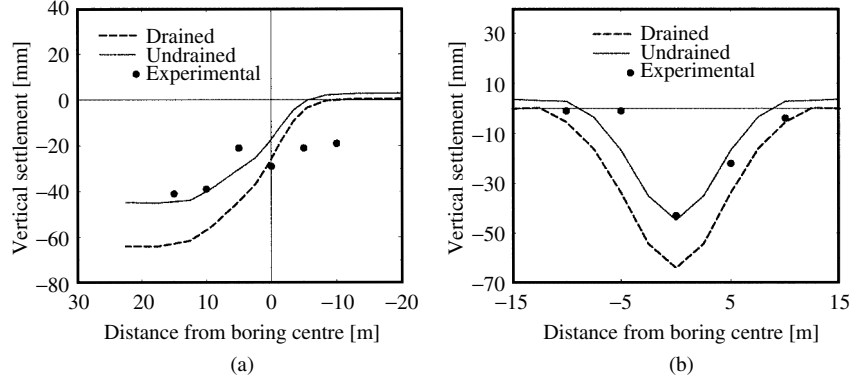 40
20
0
−20
−40
−60
−80
30 20 10 0 −10 −20
Vertical settlement [mm]
Drained
Undrained
Experimental
Distance from boring centre [m]
(a)
30
10
−10
−30
−50
−70
−15 −5 5 15
Vertical settlement [mm]
Drained
Undrained
Experimental
Distance from boring centre [m]
(b)